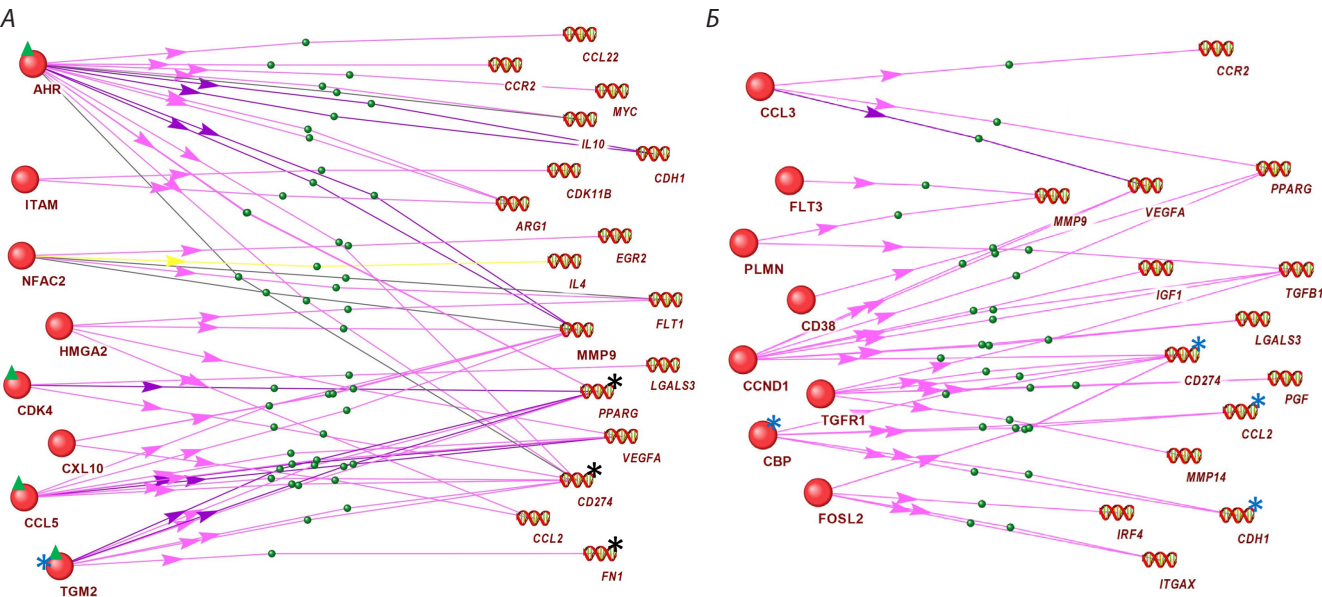 А
CCL22
AHR
CCR2
MYC
IL10
CDH1
ITAM
CDK11B
ARG1
EGR2
NFAC2
IL4
FLT1
HMGA2
MMP9
LGALS3
CDK4
PPARG
CXL10
VEGFA
CD274
CCL5
CCL2
TGM2
FN1
Б
CCR2
CCL3
PPARG
FLT3
MMP9
VEGFA
PLMN
TGFB1
IGF1
CD38
LGALS3
CCND1
CD274
PGF
TGFR1
CCL2
CBP
MMP14
FOSL2
IRF4
CDH1
ITGAX